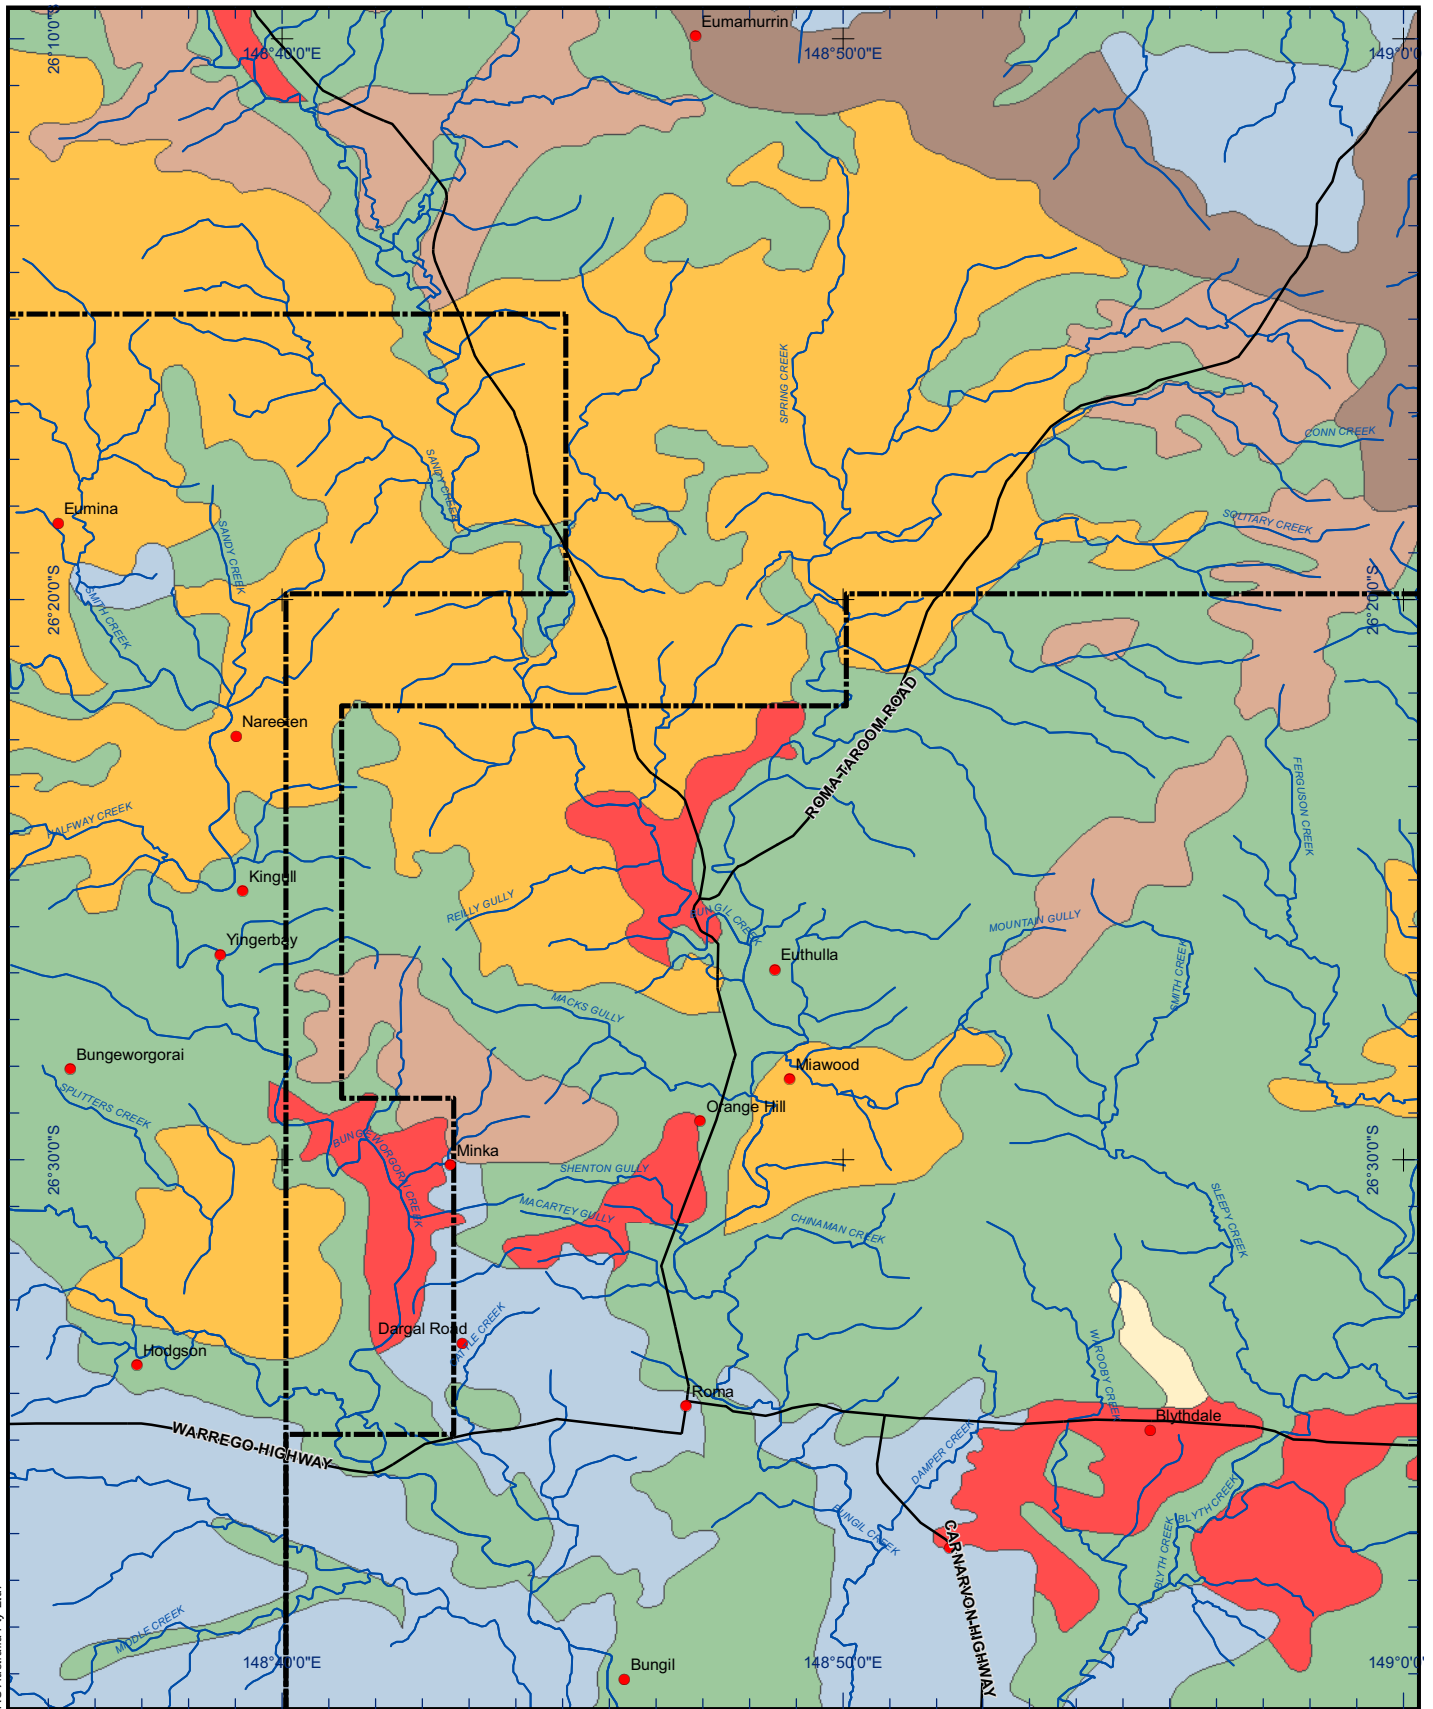 Eumamurrin
26°10'0"S
148°40'0"E
148°50'0"E
149°0'0"
SPRING CREEK
CONN CREEK
SANDY CREEK
Eumina
SOLITARY CREEK
SANDY CREEK
26°20'0"S
26°20'0"S
SMITH CREEK
ROMA-TAROOM-ROAD
Nareeten
FERGUSON CREEK
HALFWAY CREEK
Kingull
REILLY GULLY
BUNGIL CREEK
MOUNTAIN GULLY
Yingerbay
Euthulla
SMITH CREEK
MACKS GULLY
Bungeworgorai
Miawood
SPLITTERS CREEK
Orange Hill
BUNGEWORGORAI CREEK
Minka
26°30'0"S
26°30'0"S
SHENTON GULLY
MACARTEY GULLY
SLEEPY CREEK
CHINAMAN CREEK
Dargal Road
Hodgson
WAROOBY CREEK
Roma
Blythdale
WARREGO-HIGHWAY
DAMPER CREEK
BLYTH CREEK
BUNGIL CREEK
CARNARVON-HIGHWAY
BLYTH CREEK
MIDDLE CREEK
Bungil
148°40'0"E
148°50'0"E
149°0'0'